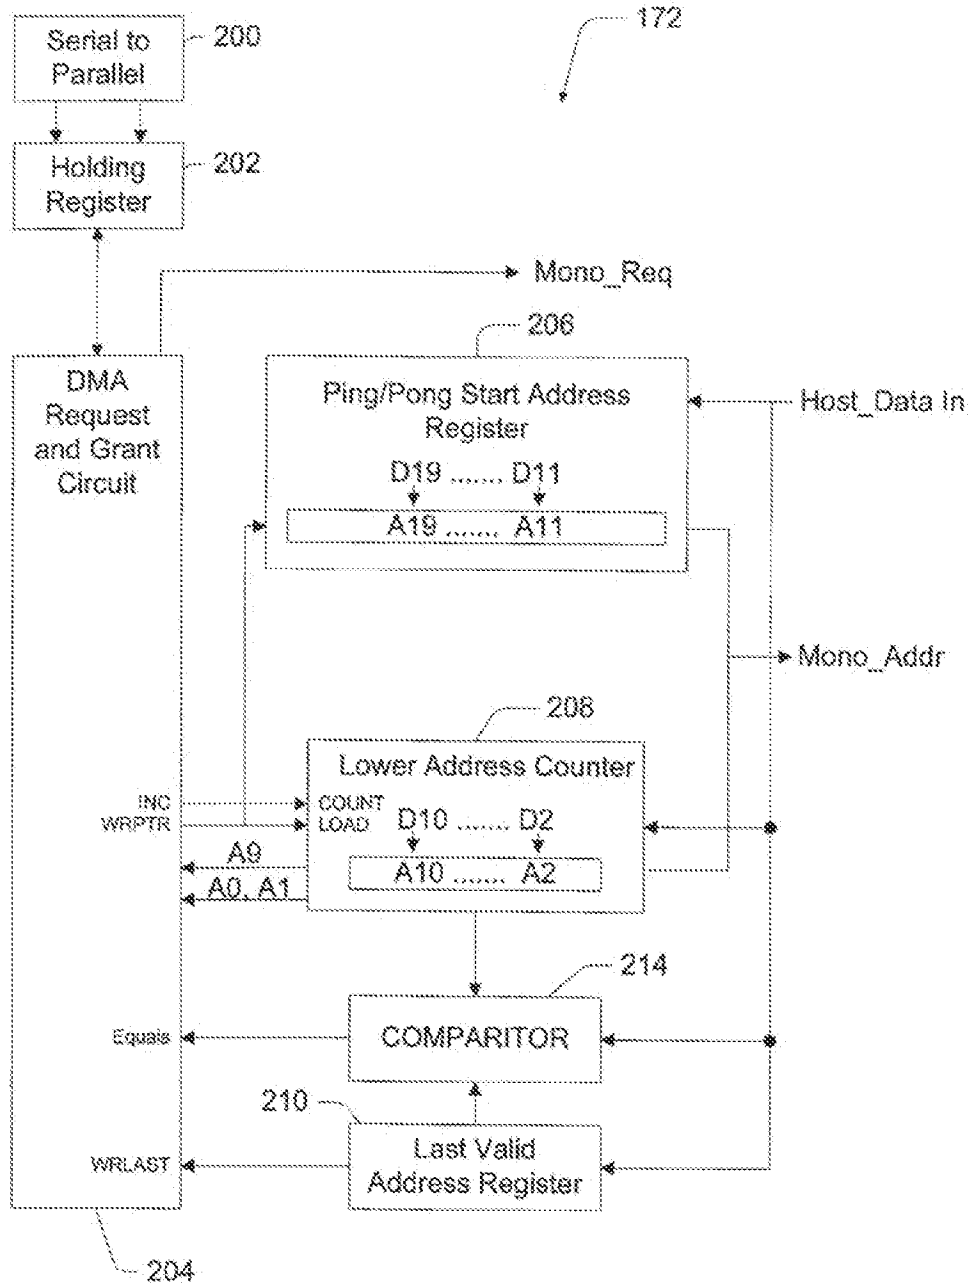 172
Serial to
Parallel
200
Holding
Register
202
Mono_Req
206
DMA
Request
and Grant
Circuit
Ping/Pong Start Address
Register
D19 ....... D11
A19 ....... A11
Host_Data In
Mono_Addr
208
Lower Address Counter
INC
COUNT
WRPTR
LOAD
D10 ....... D2
A10 ....... A2
A9
A0, A1
214
Equals
COMPARITOR
210
WRLAST
Last Valid
Address Register
204